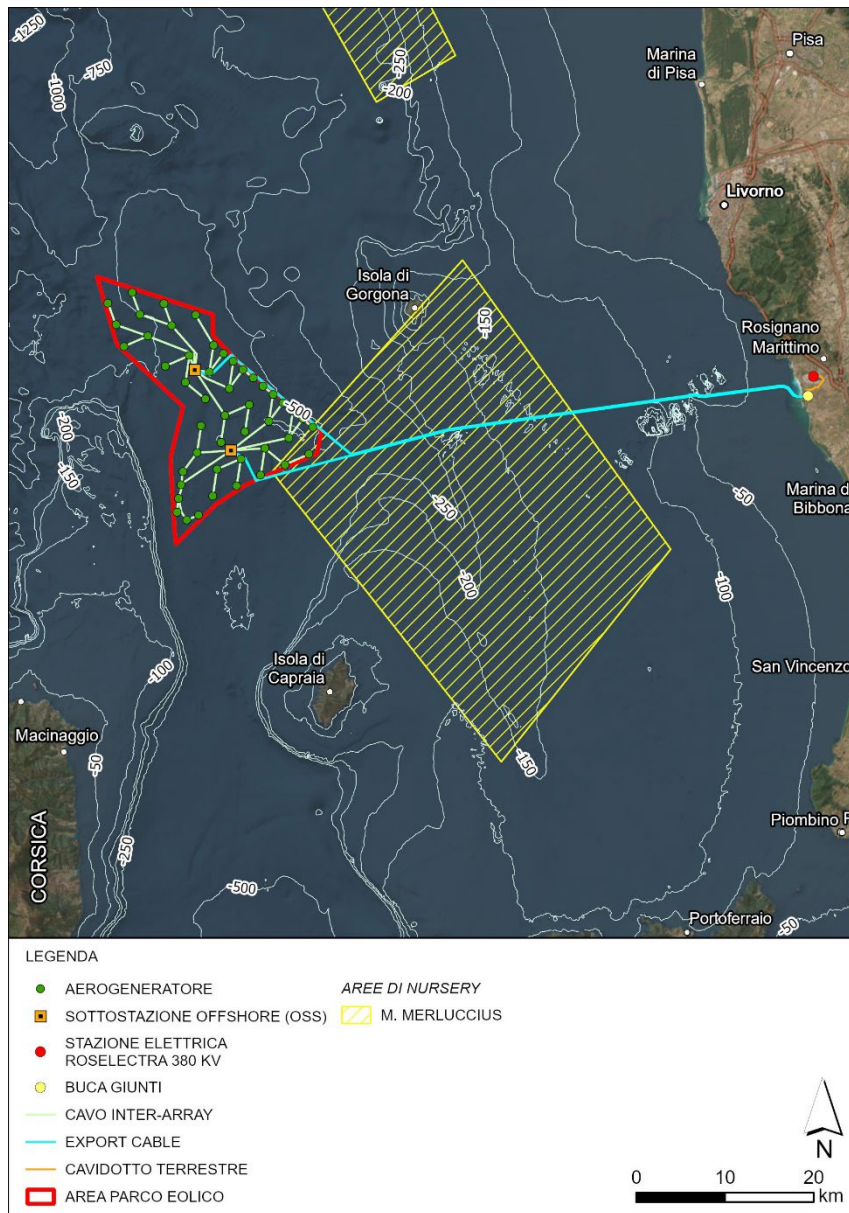 -1250
-750
-1000
-250
-200
Marina
di Pisa
Pisa
Livorno
Isola di
Gorgona
-150
Rosignano
Marittimo
-500
-200
-150
-250
-200
-50
Marina d
Bibbona
-100
-100
Isola di
Capraia
San Vincenzo
Macinaggio
-50
-150
CORSICA
-250
Piombino F
-500
Portoferraio
-50
LEGENDA
AEROGENERATORE
SOTTOSTAZIONE OFFSHORE (OSS)
STAZIONE ELETTRICA
ROSELECTRA 380 KV
BUCA GIUNTI
CAVO INTER-ARRAY
EXPORT CABLE
CAVIDOTTO TERRESTRE
AREA PARCO EOLICO
AREE DI NURSERY
M. MERLUCCIUS
N
0 10 20
km